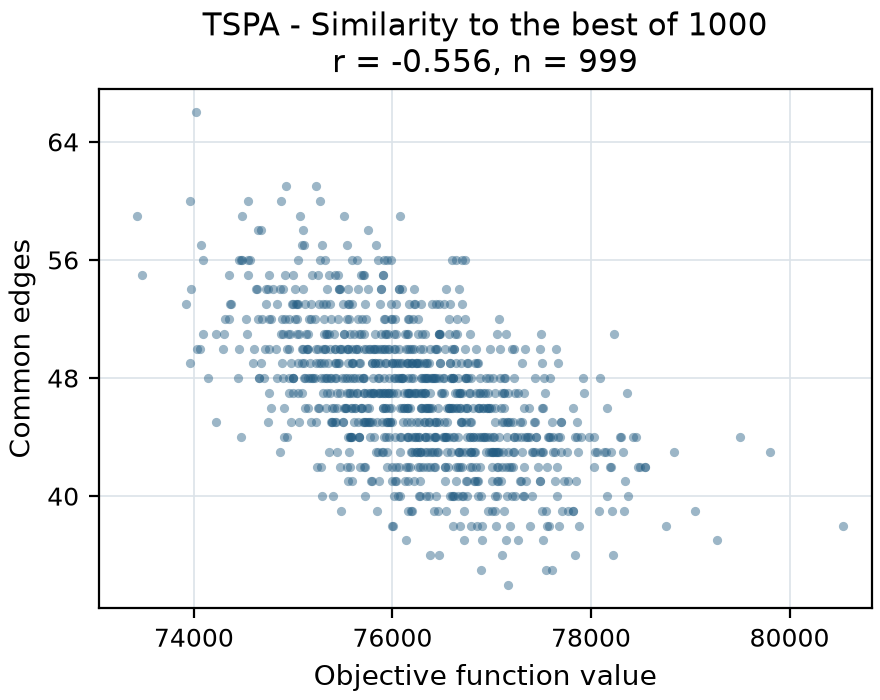 TSPA - Similarity to the best of 1000
r = -0.556, n = 999
64
56
48
40
Common edges
74000
76000
78000
80000
Objective function value